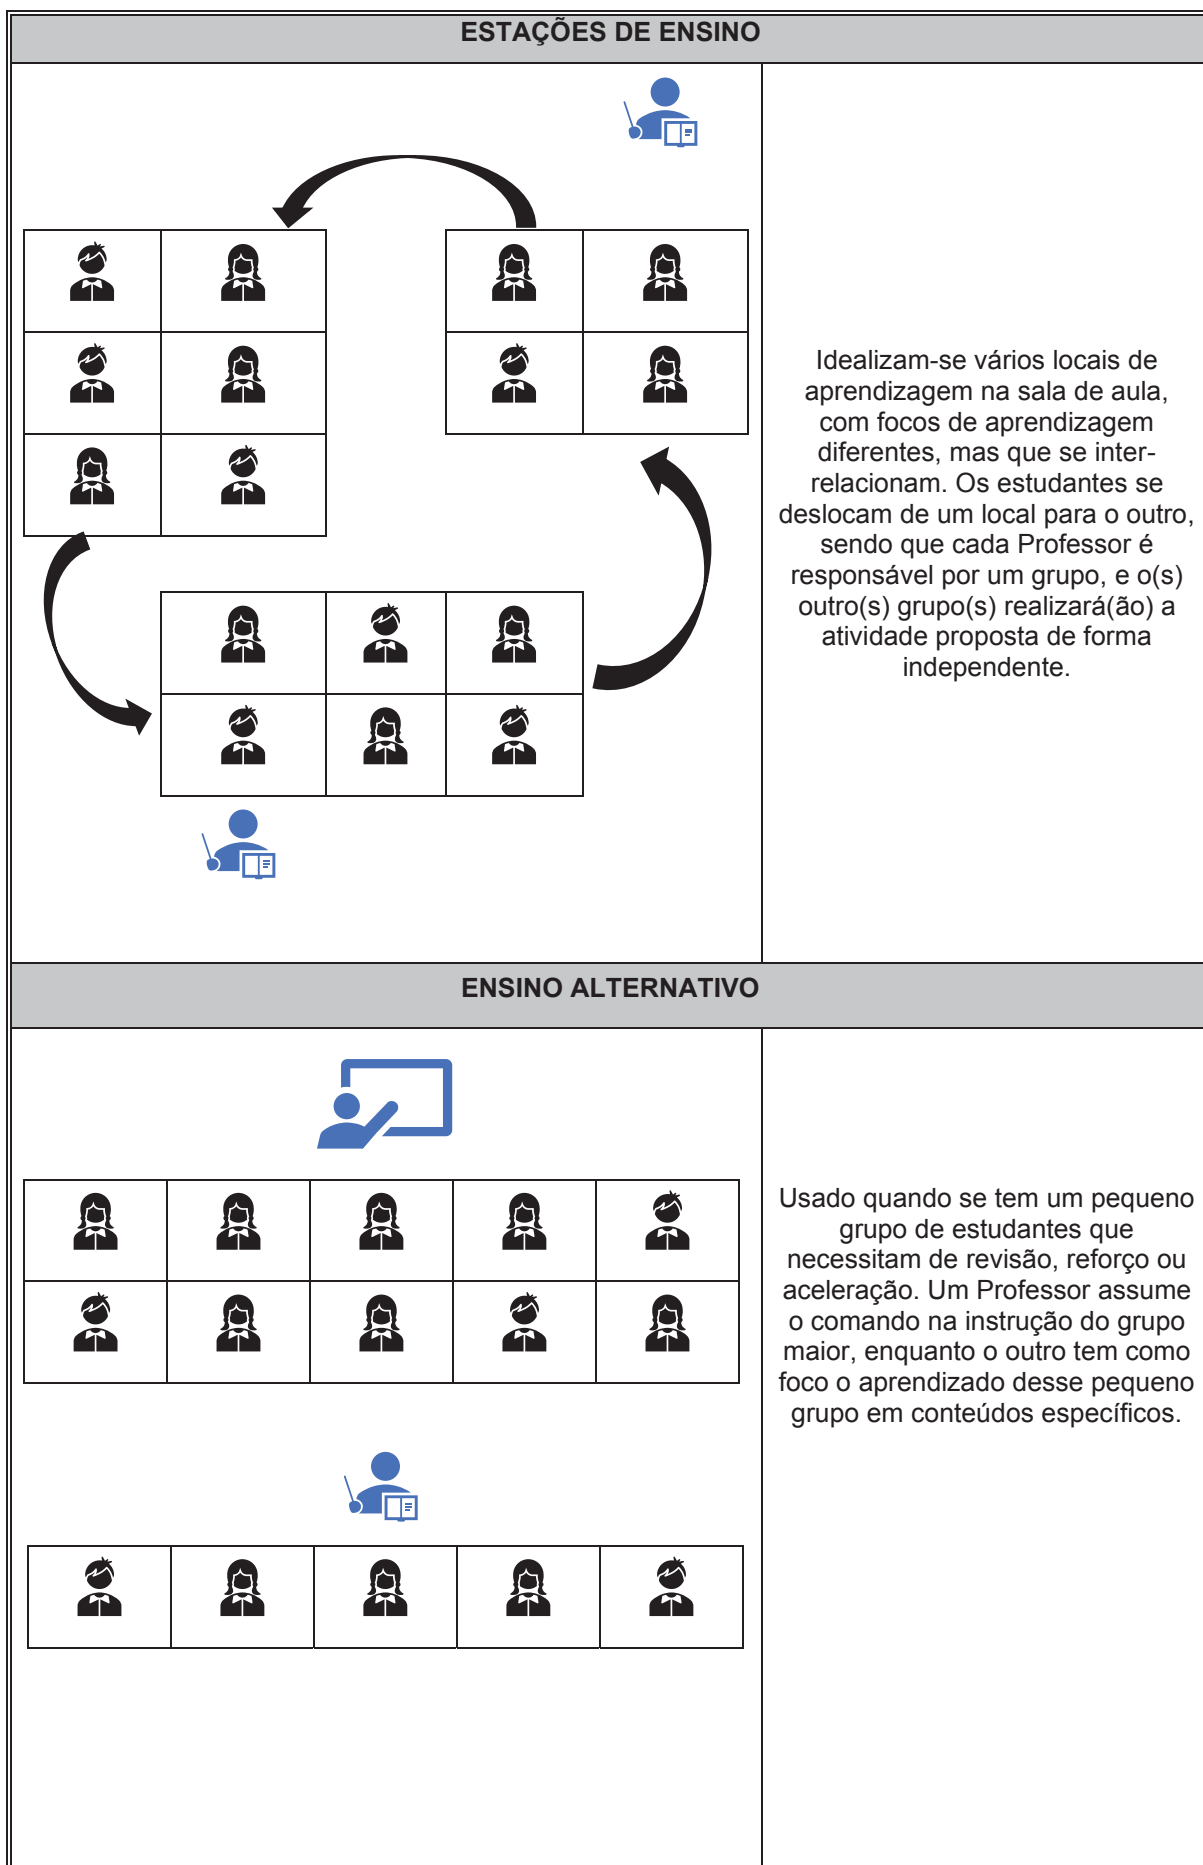 ESTAÇÕES DE ENSINO
Idealizam-se vários locais de
aprendizagem na sala de aula,
com focos de aprendizagem
diferentes, mas que se inter-
relacionam. Os estudantes se
deslocam de um local para o outro,
sendo que cada Professor é
responsável por um grupo, e o(s)
outro(s) grupo(s) realizará(ão) a
atividade proposta de forma
independente.
ENSINO ALTERNATIVO
Usado quando se tem um pequeno
grupo de estudantes que
necessitam de revisão, reforço ou
aceleração. Um Professor assume
o comando na instrução do grupo
maior, enquanto o outro tem como
foco o aprendizado desse pequeno
grupo em conteúdos específicos.